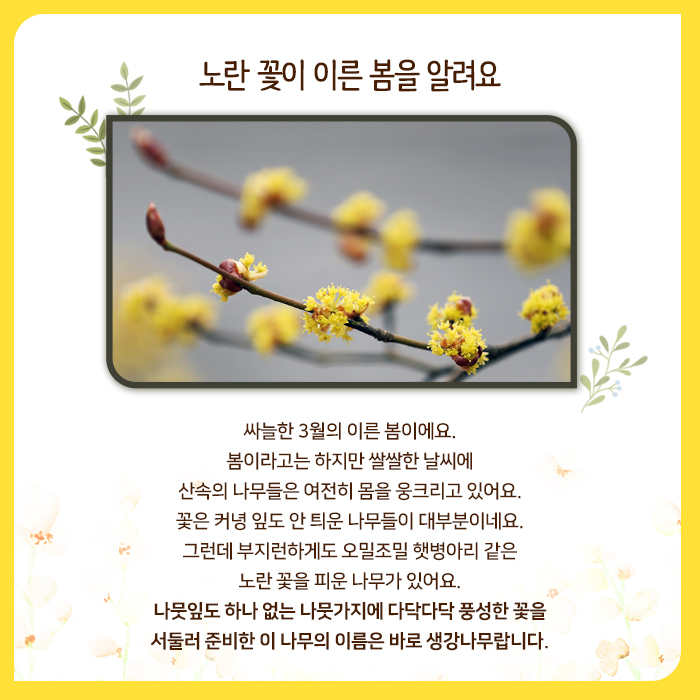 노란 꽃이 이른 봄을 알려요
싸늘한 3월의 이른 봄이에요.
봄이라고는 하지만 쌀쌀한 날씨에
산속의 나무들은 여전히 몸을 웅크리고 있어요.
꽃은 커녕 잎도 안 틔운 나무들이 대부분이네요.
그런데 부지런하게도 오밀조밀 햇병아리 같은
노란 꽃을 피운 나무가 있어요.
나뭇잎도 하나 없는 나뭇가지에 다닥다닥 풍성한 꽃을
서둘러 준비한 이 나무의 이름은 바로 생강나무랍니다.